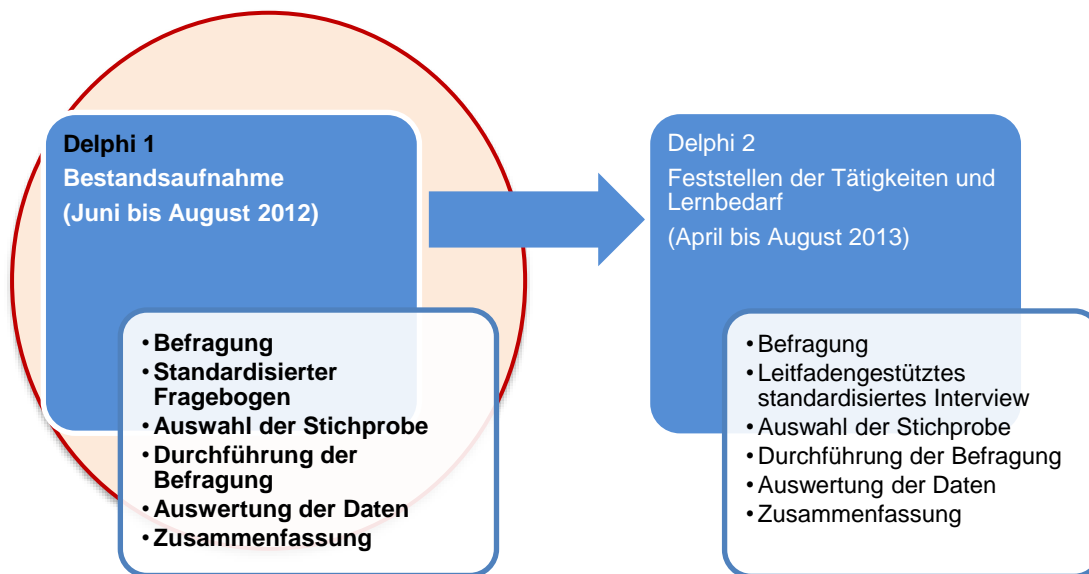 Delphi 1
Bestandsaufnahme
(Juni bis August 2012)
• Befragung
• Standardisierter
Fragebogen
• Auswahl der Stichprobe
• Durchführung der
Befragung
• Auswertung der Daten
• Zusammenfassung
Delphi 2
Feststellen der Tätigkeiten und
Lernbedarf
(April bis August 2013)
• Befragung
• Leitfadengestütztes
standardisiertes Interview
• Auswahl der Stichprobe
• Durchführung der Befragung
• Auswertung der Daten
• Zusammenfassung